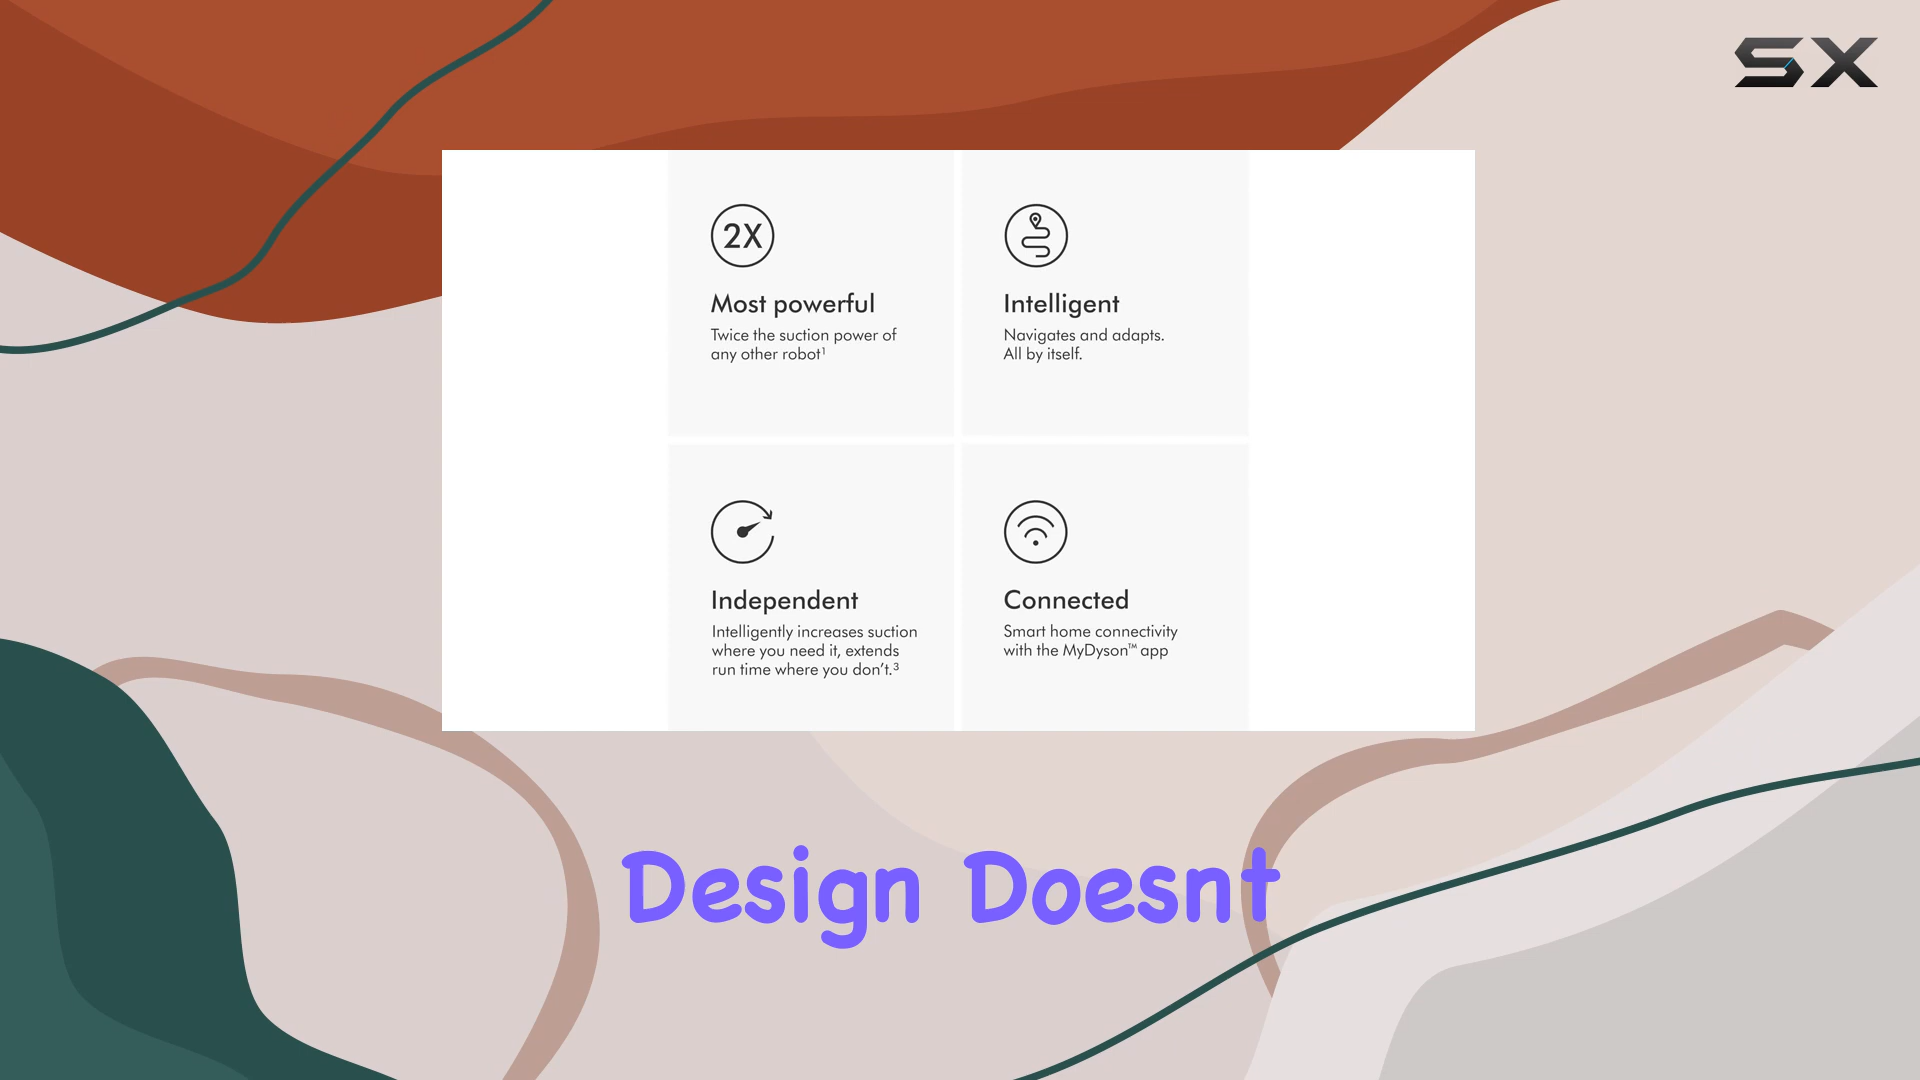 SX
2X
Most powerful
Twice the suction power of
any other robot¹
Intelligent
Navigates and adapts.
All by itself.
Independent
Intelligently increases suction
where you need it, extends
run time where you don't.³
Connected
Smart home connectivity
with the MyDyson™ app
Design Doesnt